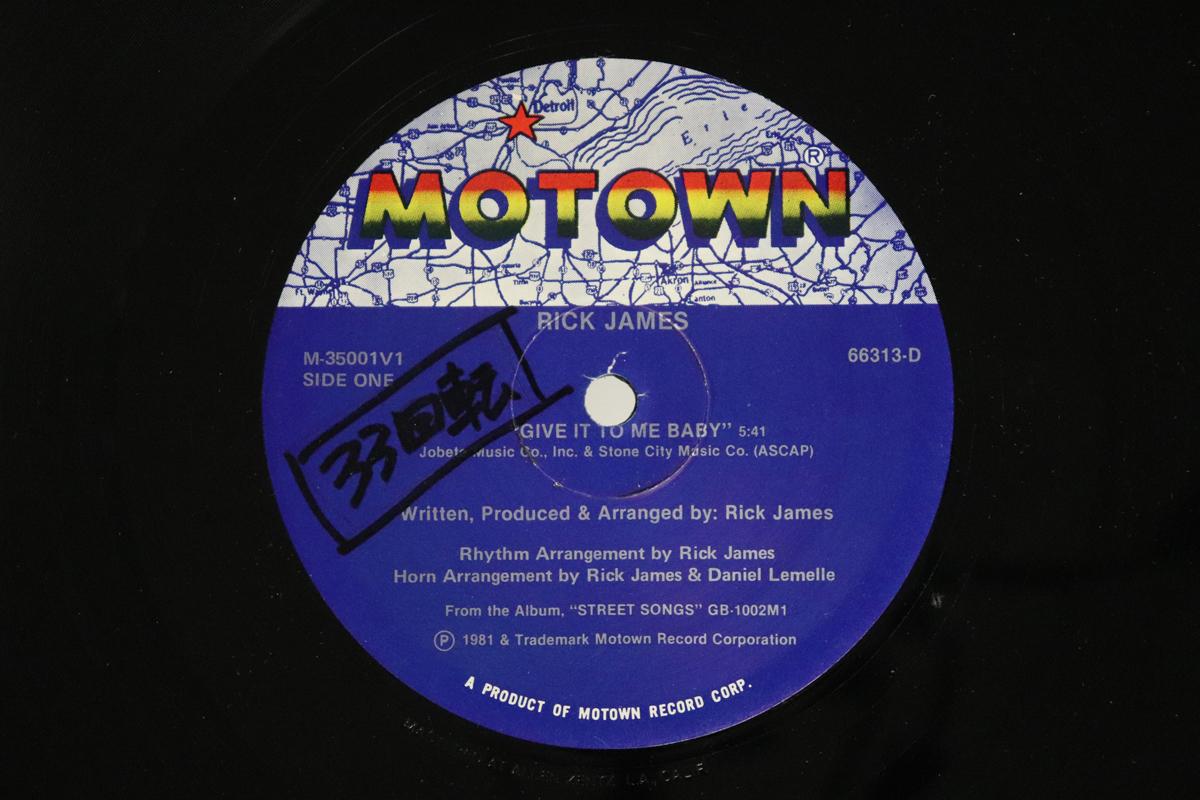 Detroit
Erie
MOTOWN®
Akron
RICK JAMES
M-35001V1
SIDE ONE
66313-D
33回転
"GIVE IT TO ME BABY" 5:41
Jobete Music Co., Inc. & Stone City Music Co. (ASCAP)
Written, Produced & Arranged by: Rick James
Rhythm Arrangement by Rick James
Horn Arrangement by Rick James & Daniel Lemelle
From the Album, "STREET SONGS" GB-1002M1
Ⓟ 1981 & Trademark Motown Record Corporation
A PRODUCT OF MOTOWN RECORD CORP.